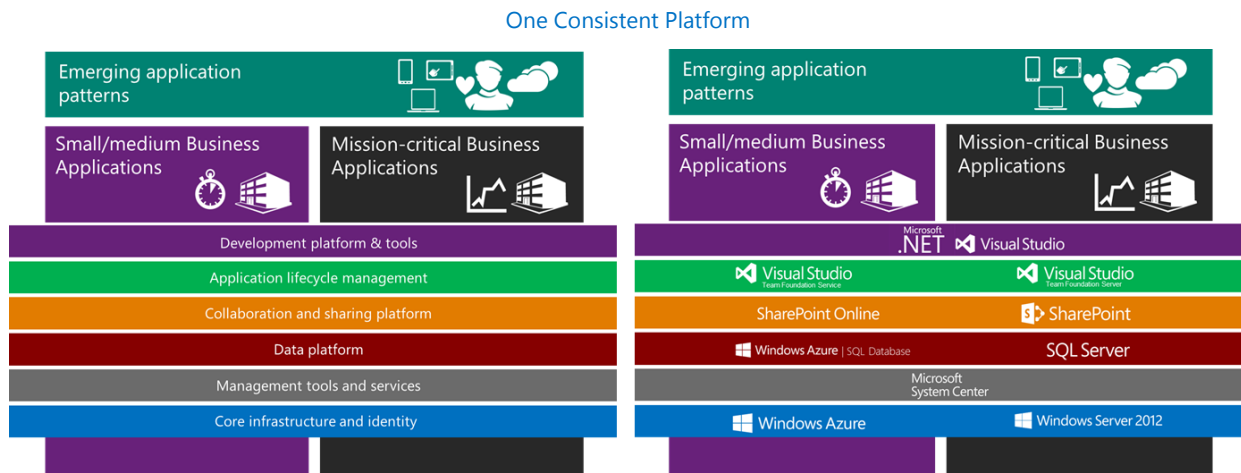 One Consistent Platform
Emerging application
patterns
Small/medium Business
Applications
Mission-critical Business
Applications
Development platform & tools
Application lifecycle management
Collaboration and sharing platform
Data platform
Management tools and services
Core infrastructure and identity
Emerging application
patterns
Small/medium Business
Applications
Mission-critical Business
Applications
Microsoft
.NET Visual Studio
Visual Studio
Team Foundation Service
Visual Studio
Team Foundation Server
SharePoint Online
S SharePoint
Windows Azure | SQL Database
SQL Server
Microsoft
System Center
Windows Azure
Windows Server 2012